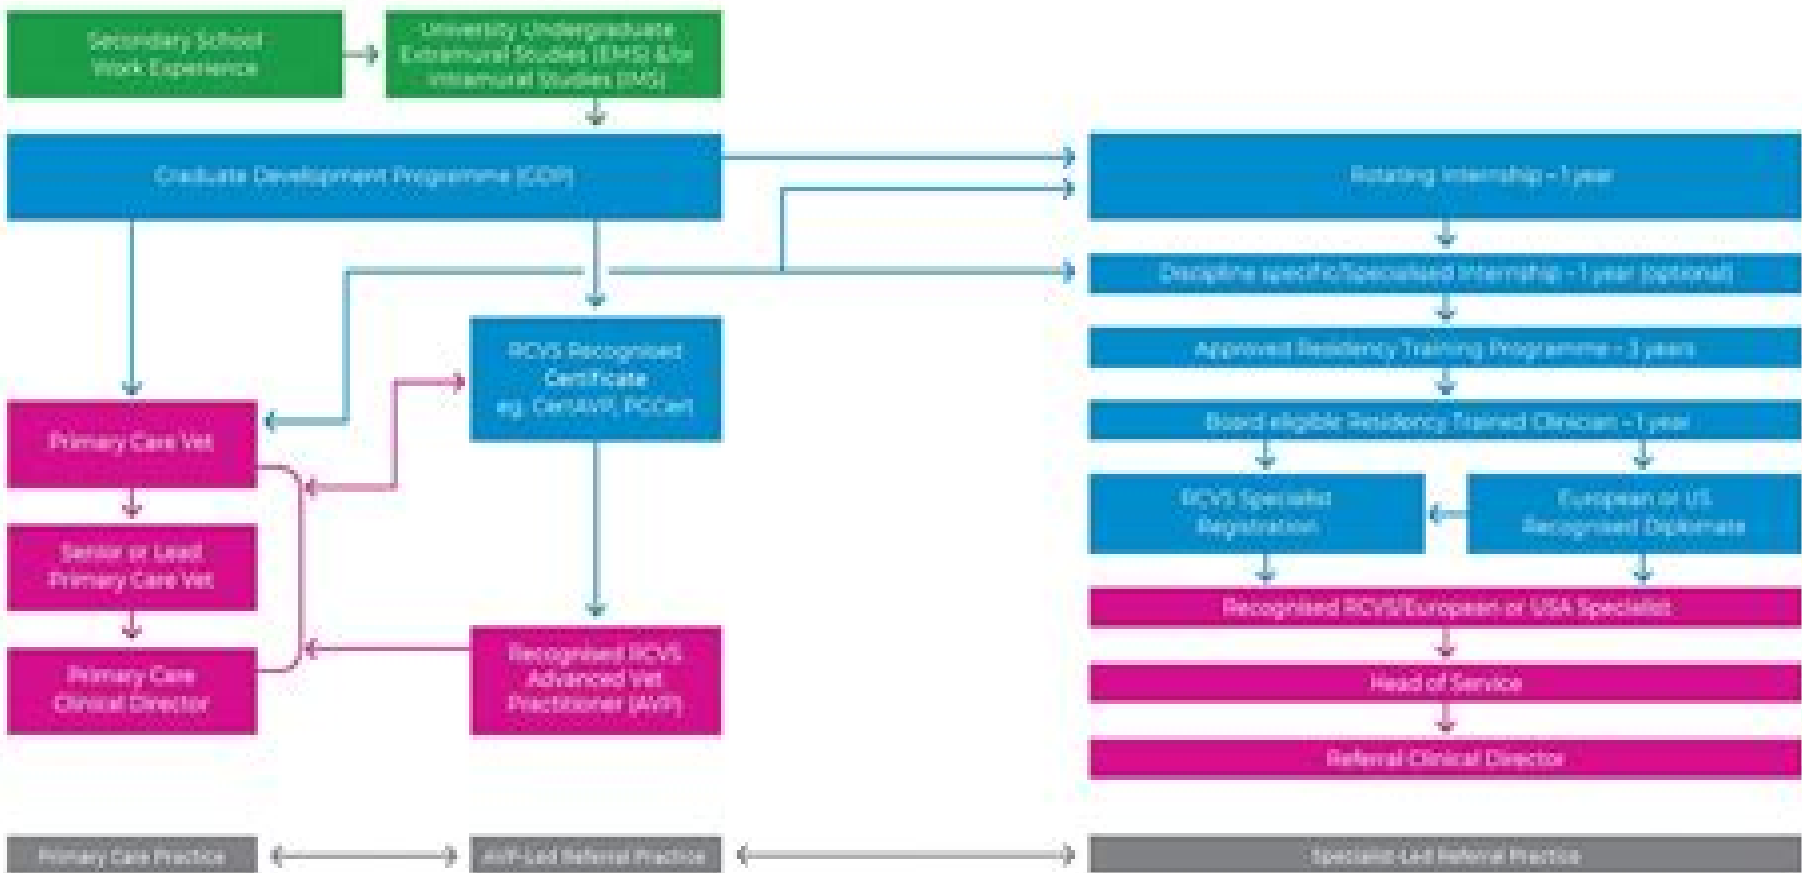 Secondary School
Work Experience
University Undergraduate
Extramural Studies (EMS) &/or
Intramural Studies (IMS)
Graduate Development Programme (GDP)
Rotating Internship - 1 year
Discipline specific/Specialised Internship - 1 year (optional)
RCVS Recognised
Certificate
eg. CertAVP, PGCert
Approved Residency Training Programme - 3 years
Board eligible Residency Trained Clinician - 1 year
Primary Care Vet
RCVS Specialist
Registration
European or US
Recognised Diplomate
Senior or Lead
Primary Care Vet
Recognised RCVS/European or USA Specialist
Primary Care
Clinical Director
Recognised RCVS
Advanced Vet
Practitioner (AVP)
Head of Service
Referral Clinical Director
Primary Care Practice
AVP-Led Referral Practice
Specialist-Led Referral Practice